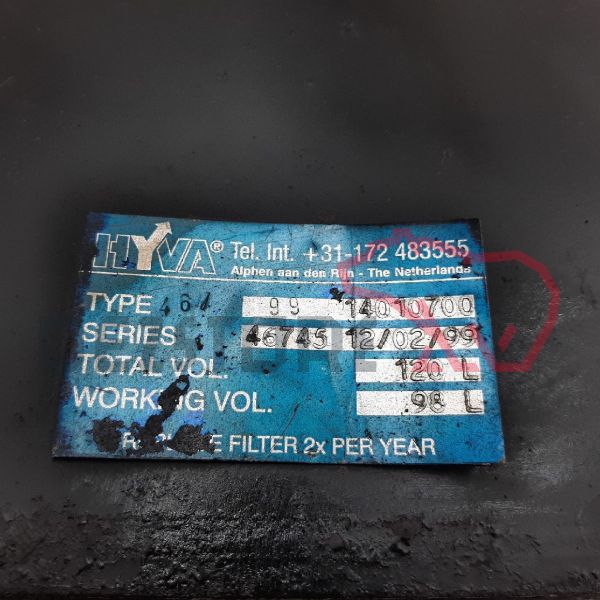 HYVA® Tel. Int. +31-172 483555
Alphen aan den Rijn - The Netherlands
TYPE 99 14010700
SERIES 46745 12/02/99
TOTAL VOL. 120 L
WORKING VOL. 98 L
FILTER 2x PER YEAR